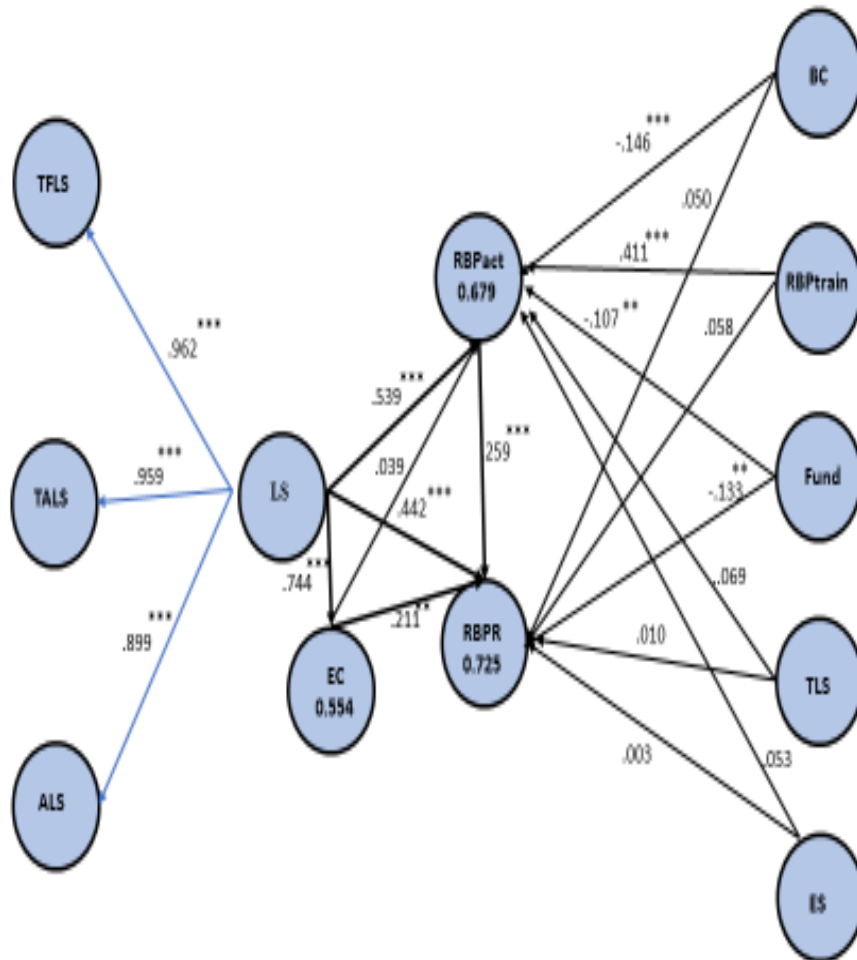 BC
***
-.146
TFLS
.050
RBPact
0.679
.411***
RBPtrain
-.107 **
.058
***
.962
.539***
259***
***
.959
TALS
LS
.039
.442***
**
-.133
Fund
***
.744
.069
.211**
RBPR
0.725
.010
***
.899
EC
0.554
TLS
.003
.053
ALS
ES